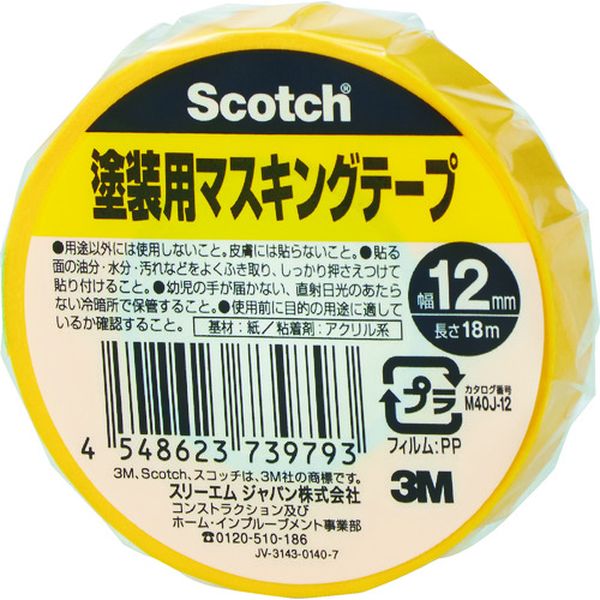 Scotch®
塗装用マスキングテープ
●用途以外には使用しないこと。皮膚には貼らないこと。●貼る
面の油分・水分・汚れなどをよくふき取り、しっかり押さえつけて
貼り付けること。●幼児の手が届かない、直射日光のあたら
ない冷暗所で保管すること。●使用前に目的の用途に適して
いるか確認すること。
基材：紙／粘着剤：アクリル系
幅12mm
長さ18m
プラ
カタログ番号
M40J-12
フィルム：PP
4 548623 739793
3M、Scotch、スコッチは、3M社の商標です。
スリーエム ジャパン株式会社
コンストラクション及び
ホーム・インプルーブメント事業部
☎0120-510-186
JV-3143-0140-7
3M